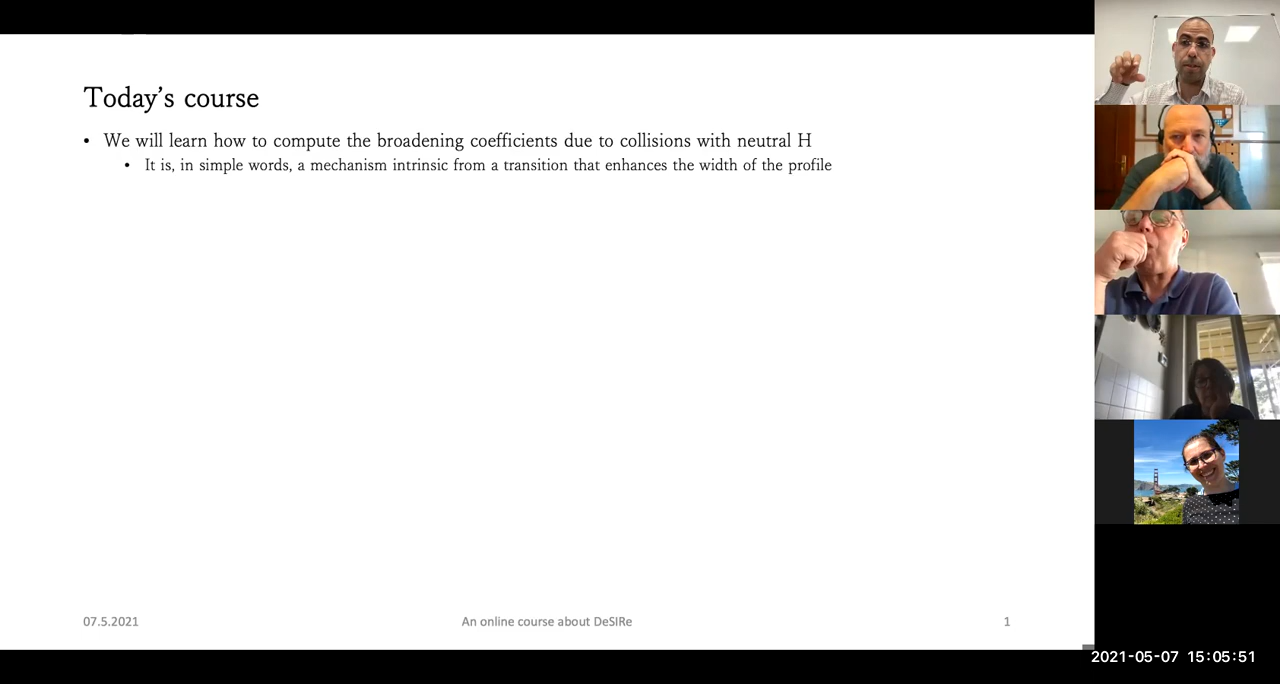 Today's course
• We will learn how to compute the broadening coefficients due to collisions with neutral H
• It is, in simple words, a mechanism intrinsic from a transition that enhances the width of the profile
07.5.2021
An online course about DeSIRe
1
2021-05-07 15:05:51